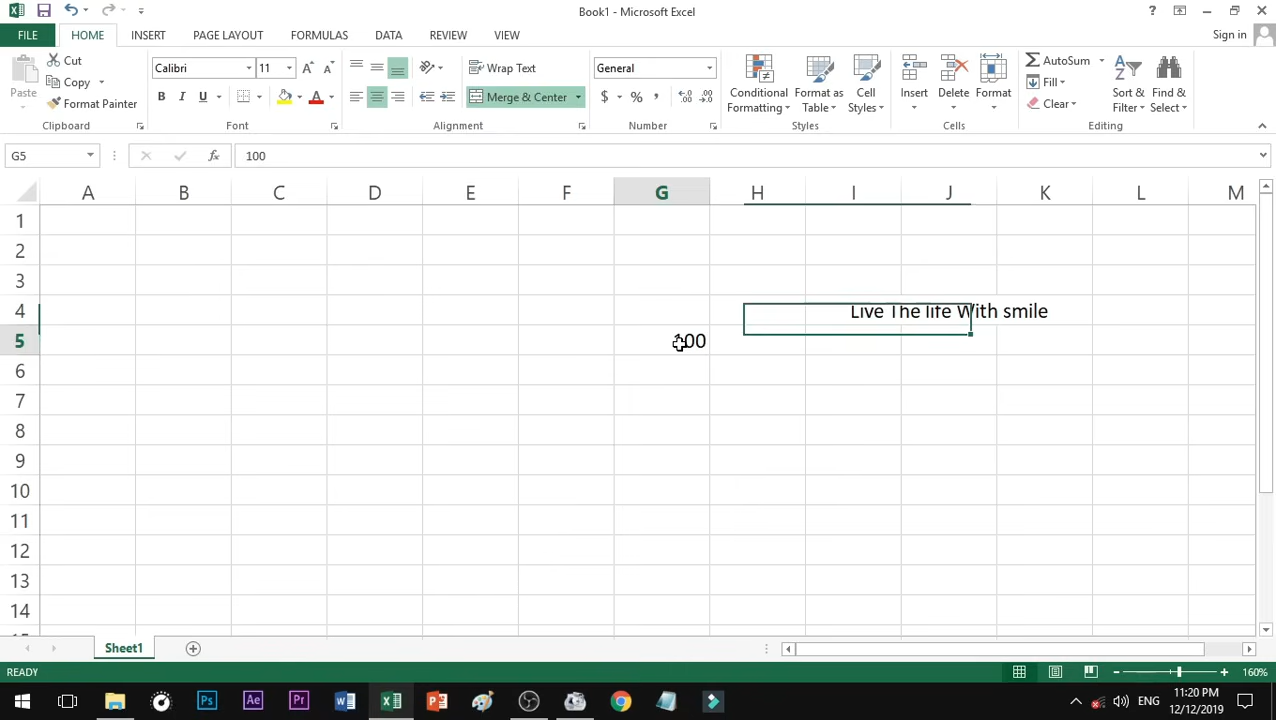 Book1 - Microsoft Excel
?
Sign in
FILE
HOME
INSERT
PAGE LAYOUT
FORMULAS
DATA
REVIEW
VIEW
Paste
Cut
Copy
Format Painter
Clipboard
Calibri
11
B I U
Font
Wrap Text
Merge & Center
Alignment
General
$ % ,
Number
Conditional
Formatting
Format as
Table
Cell
Styles
Styles
Insert
Delete
Format
Cells
AutoSum
Fill
Clear
Sort &
Filter
Find &
Select
Editing
G5
fx
100
A B C D E F G H I J K L M
1
2
3
4 Live The life With smile
5 100
6
7
8
9
10
11
12
13
14
Sheet1
READY
160%
Ps
Ae
Pr
ENG
11:20 PM
12/12/2019